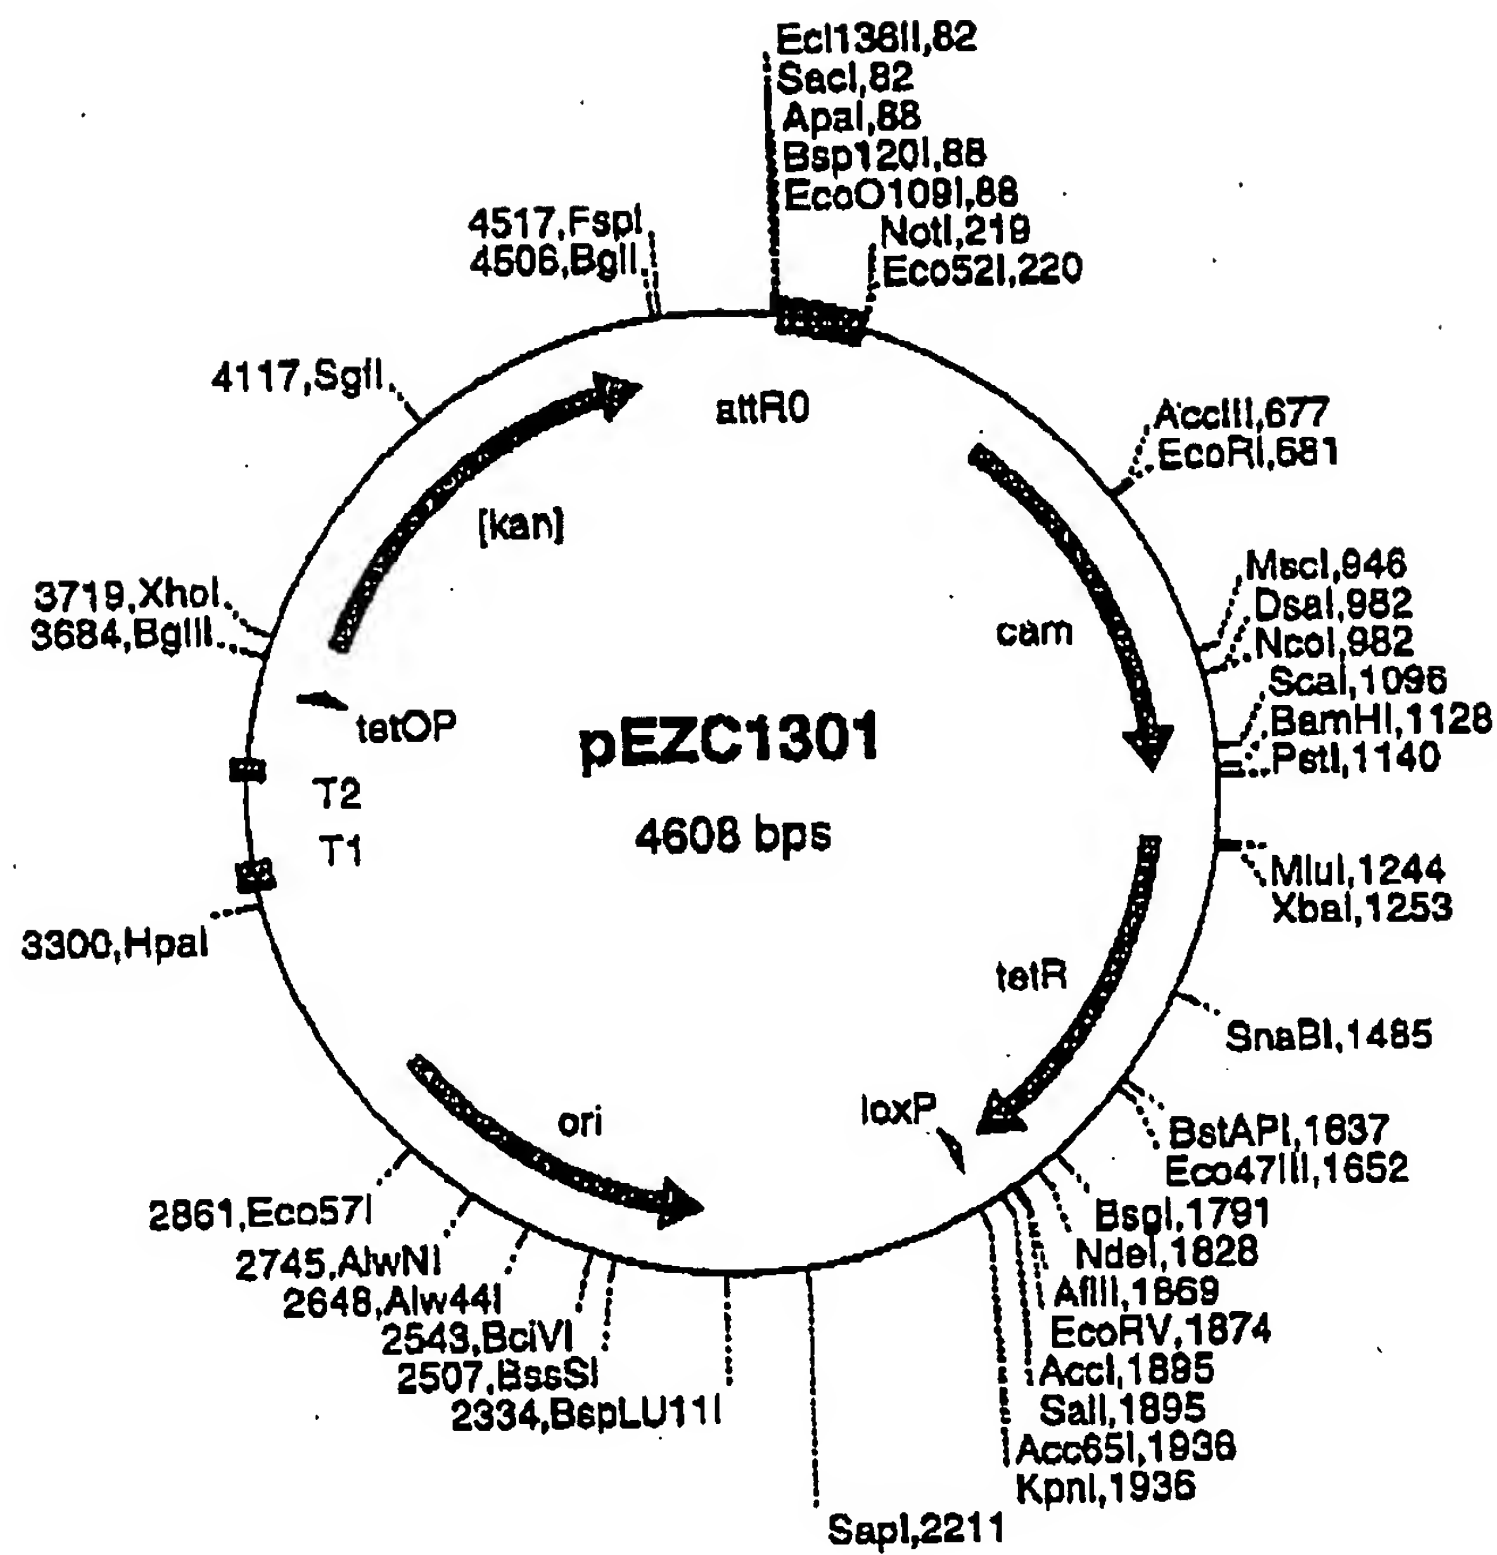 Ecl136II,82
SacI,82
ApaI,88
Bsp120I,88
EcoO109I,88
NotI,219
Eco52I,220
4517,FspI
4506,BglI
4117,SgfI
attR0
AccIII,677
EcoRI,681
[kan]
MscI,946
DsaI,982
NcoI,982
ScaI,1096
BamHI,1128
PstI,1140
cam
3719,XhoI
3684,BglII
tetOP
pEZC1301
4608 bps
T2
T1
MluI,1244
XbaI,1253
3300,HpaI
tetR
SnaBI,1485
loxP
ori
BstAPI,1637
Eco47III,1652
BsgI,1791
NdeI,1828
AflII,1869
EcoRV,1874
AccI,1895
SalI,1895
Acc65I,1936
KpnI,1936
2861,Eco57I
2745,AlwNI
2648,Alw44I
2543,BciVI
2507,BssSI
2334,BspLU11I
SapI,2211